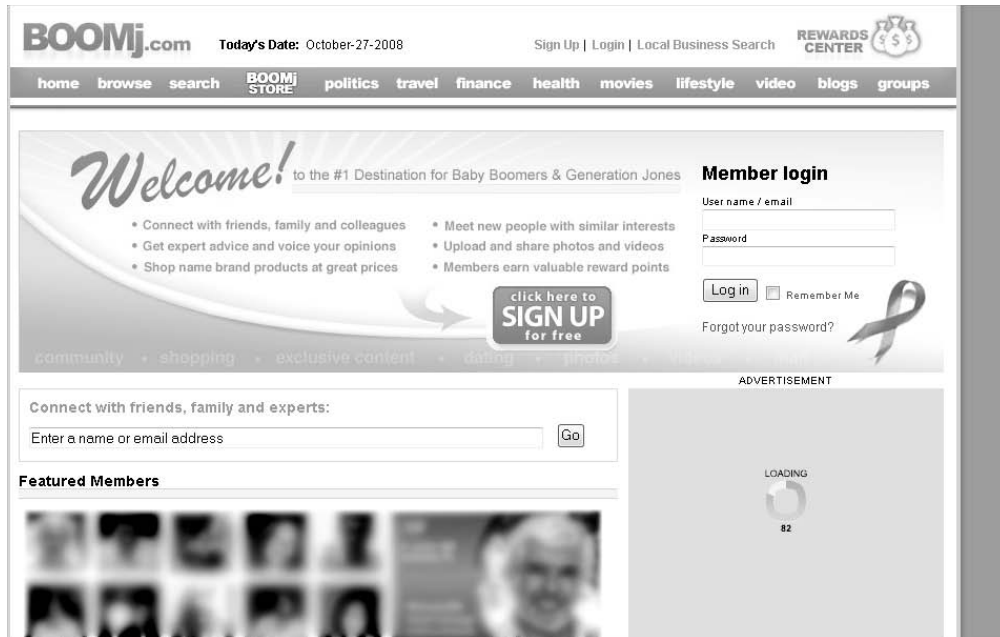 BOOMj.com
Today's Date: October-27-2008
Sign Up | Login | Local Business Search
REWARDS
CENTER
$ $ $
home browse search BOOMj STORE politics travel finance health movies lifestyle video blogs groups
Welcome! to the #1 Destination for Baby Boomers & Generation Jones
• Connect with friends, family and colleagues
• Get expert advice and voice your opinions
• Shop name brand products at great prices
• Meet new people with similar interests
• Upload and share photos and videos
• Members earn valuable reward points
click here to
SIGN UP
for free
community • shopping • exclusive content • dating • photos • videos •
Member login
User name / email
Password
Log in Remember Me
Forgot your password?
ADVERTISEMENT
Connect with friends, family and experts:
Enter a name or email address Go
LOADING
82
Featured Members